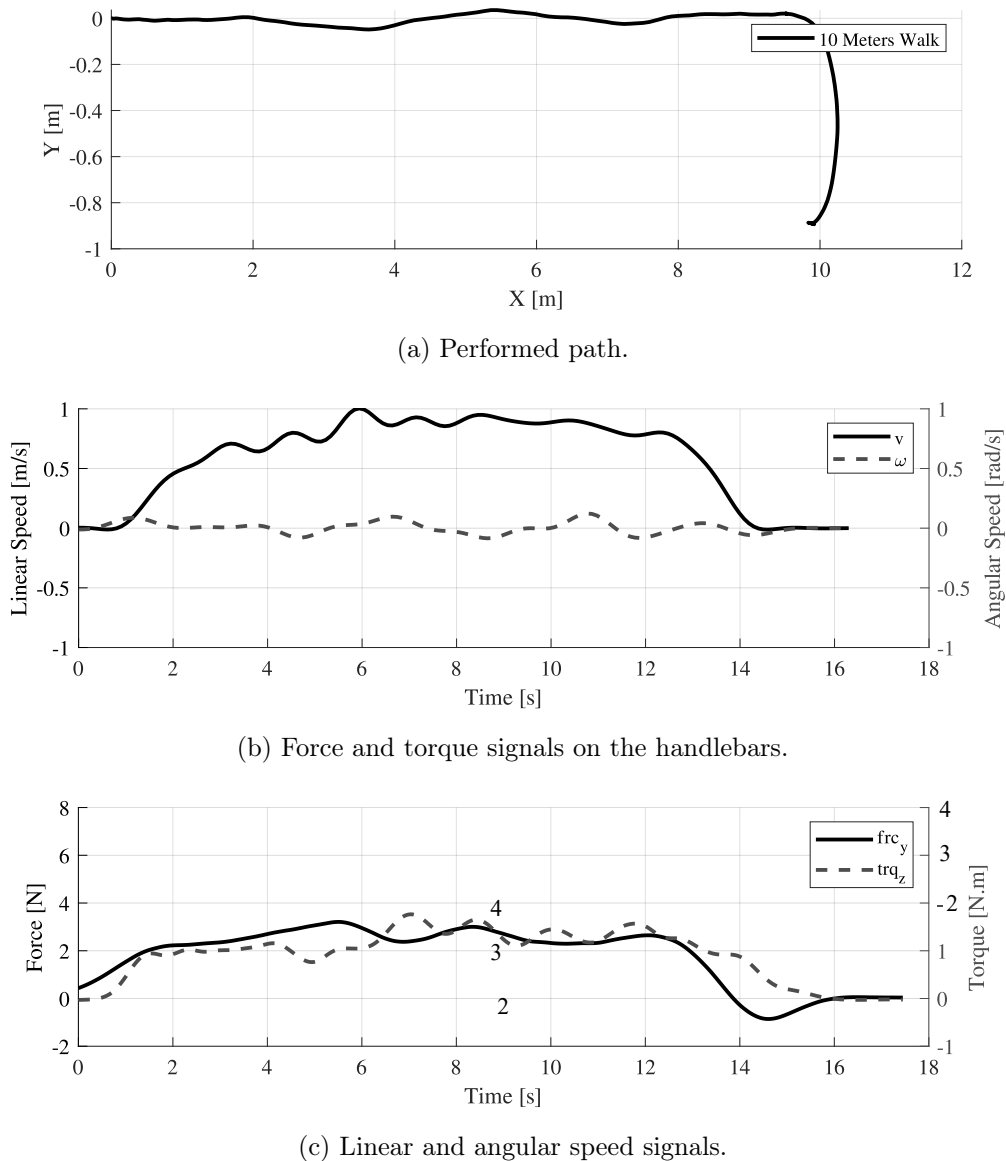 0
-0.2
-0.4
-0.6
-0.8
-1
Y [m]
10 Meters Walk
0 2 4 6 8 10 12
X [m]
(a) Performed path.
1
0.5
0
-0.5
-1
Linear Speed [m/s]
v
ω
1
0.5
0
-0.5
-1
Angular Speed [rad/s]
0 2 4 6 8 10 12 14 16 18
Time [s]
(b) Force and torque signals on the handlebars.
8
6
4
2
0
-2
Force [N]
4
3
2
frc_y
trq_z
4
3
-2
1
0
-1
Torque [N.m]
0 2 4 6 8 10 12 14 16 18
Time [s]
(c) Linear and angular speed signals.